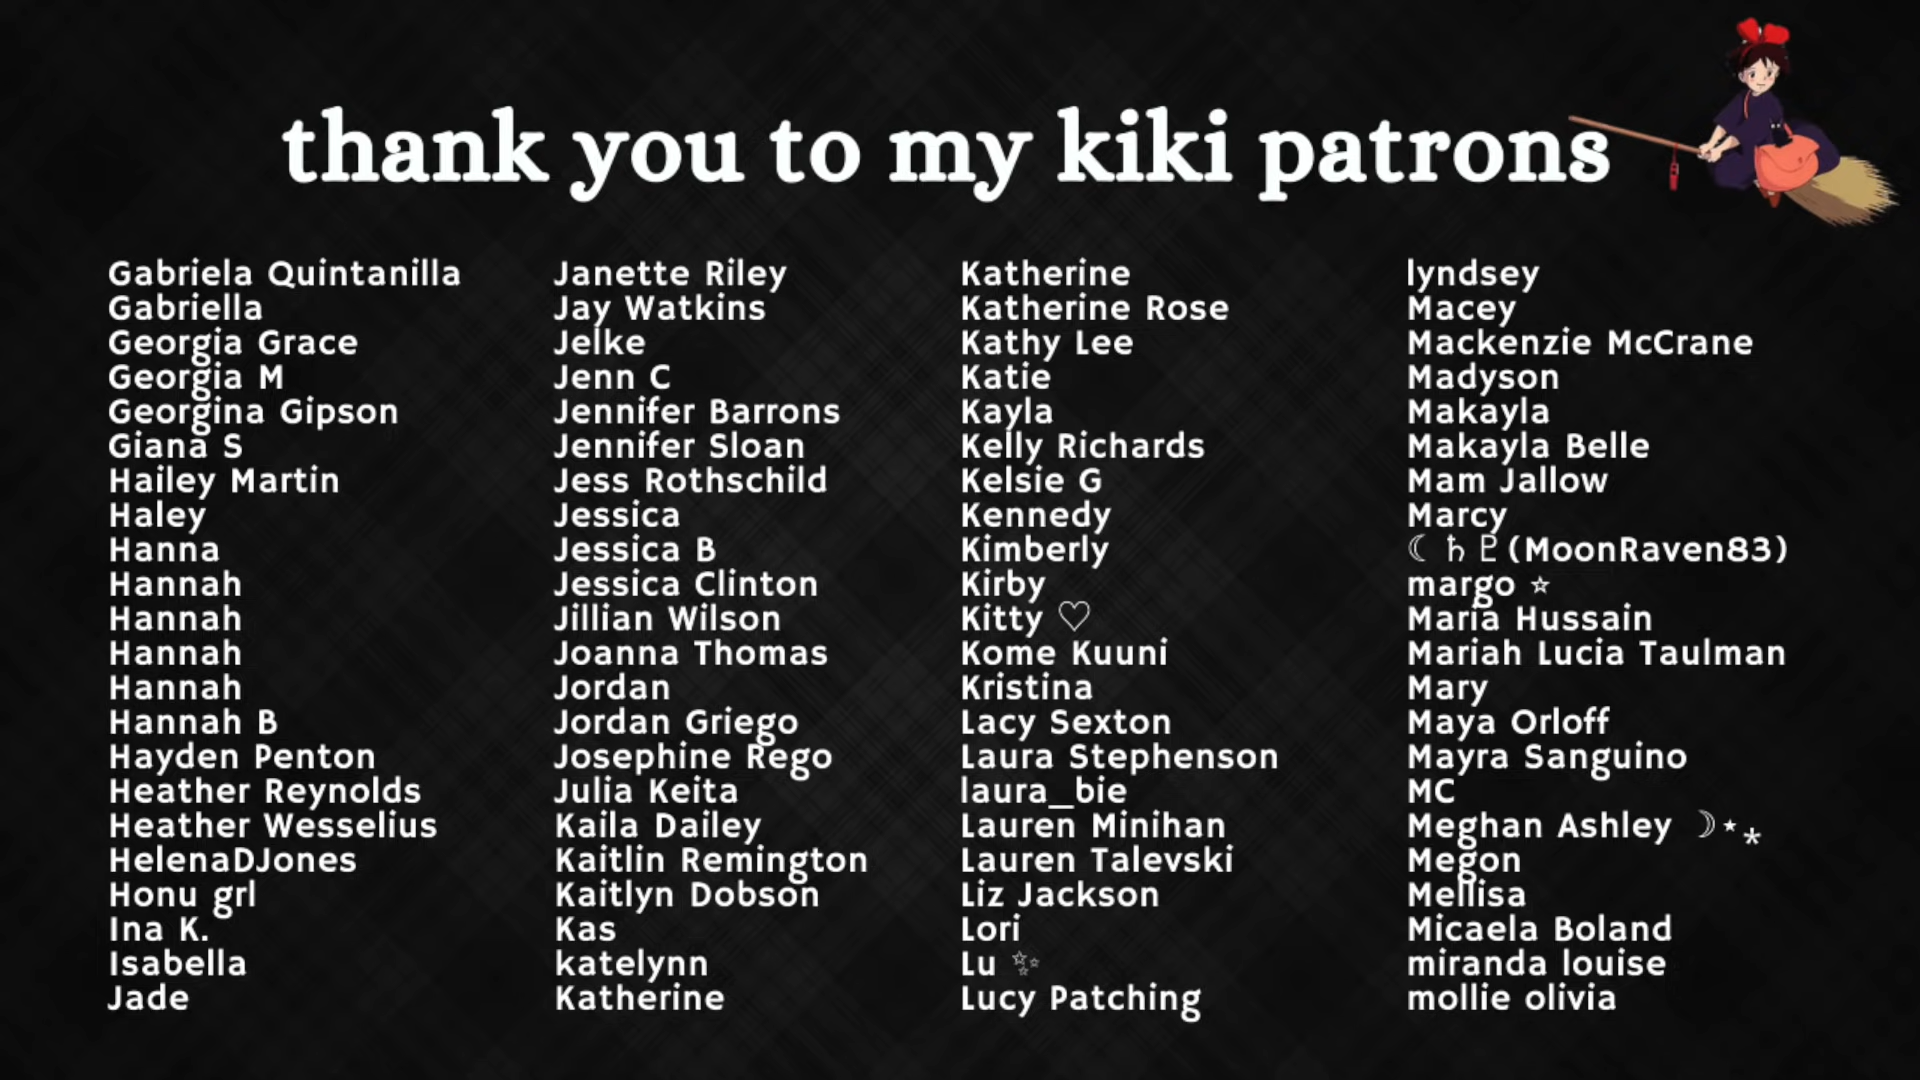 thank you to my kiki patrons
Gabriela Quintanilla
Gabriella
Georgia Grace
Georgia M
Georgina Gipson
Giana S
Hailey Martin
Haley
Hanna
Hannah
Hannah
Hannah
Hannah
Hannah B
Hayden Penton
Heather Reynolds
Heather Wesselius
HelenaDJones
Honu grl
Ina K.
Isabella
Jade
Janette Riley
Jay Watkins
Jelke
Jenn C
Jennifer Barrons
Jennifer Sloan
Jess Rothschild
Jessica
Jessica B
Jessica Clinton
Jillian Wilson
Joanna Thomas
Jordan
Jordan Griego
Josephine Rego
Julia Keita
Kaila Dailey
Kaitlin Remington
Kaitlyn Dobson
Kas
katelynn
Katherine
Katherine
Katherine Rose
Kathy Lee
Katie
Kayla
Kelly Richards
Kelsie G
Kennedy
Kimberly
Kirby
Kitty ♡
Kome Kuuni
Kristina
Lacy Sexton
Laura Stephenson
laura_bie
Lauren Minihan
Lauren Talevski
Liz Jackson
Lori
Lu ✨
Lucy Patching
lyndsey
Macey
Mackenzie McCrane
Madyson
Makayla
Makayla Belle
Mam Jallow
Marcy
☾ ♄ ♇ (MoonRaven83)
margo ☆
Maria Hussain
Mariah Lucia Taulman
Mary
Maya Orloff
Mayra Sanguino
MC
Meghan Ashley ☽⋆⁎
Megon
Mellisa
Micaela Boland
miranda louise
mollie olivia